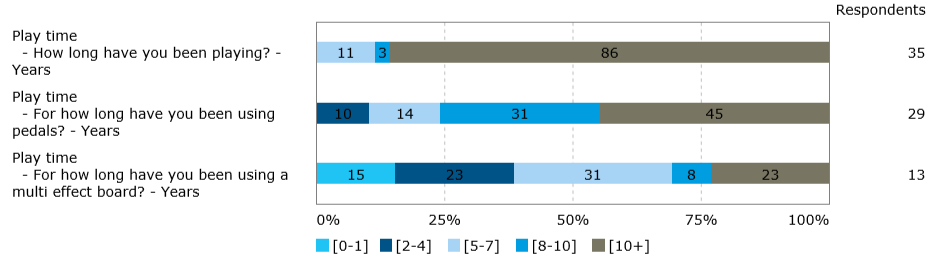 Respondents
Play time
- How long have you been playing? -
Years
11 3 86
35
Play time
- For how long have you been using
pedals? - Years
10 14 31 45
29
Play time
- For how long have you been using a
multi effect board? - Years
15 23 31 8 23
13
0% 25% 50% 75% 100%
[0-1] [2-4] [5-7] [8-10] [10+]